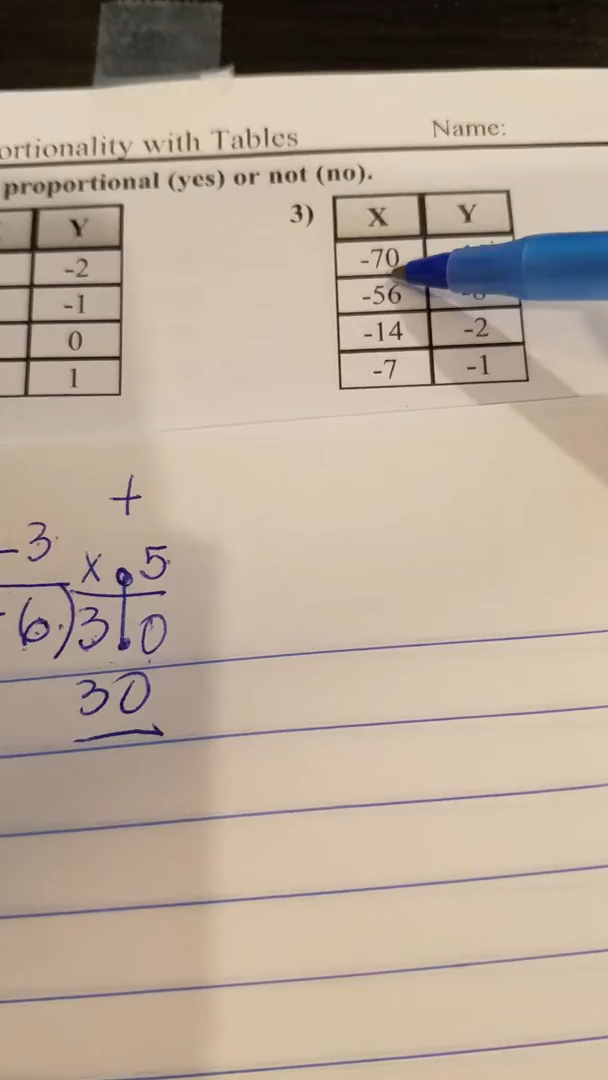 Name:
ortionality with Tables
proportional (yes) or not (no).
Y
-2
-1
0
1
3)
X Y
-70
-56
-14 -2
-7 -1
+
-3 x .5
6) 3.0
30